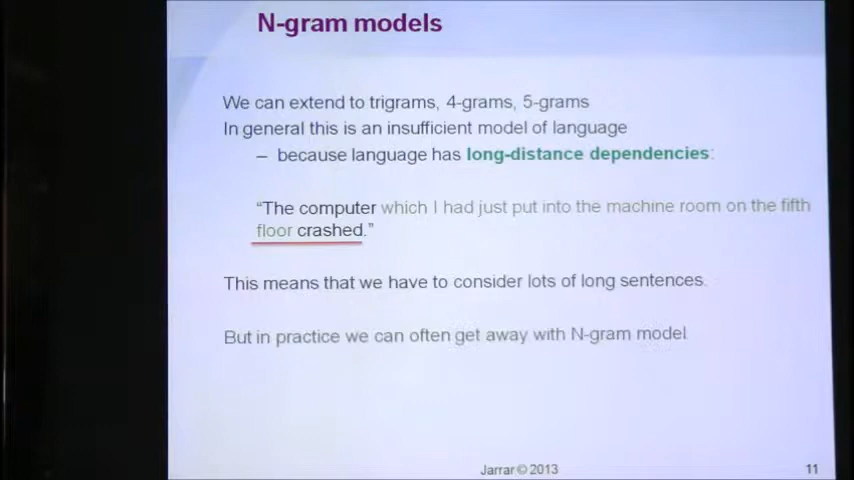 N-gram models
We can extend to trigrams, 4-grams, 5-grams
In general this is an insufficient model of language
– because language has long-distance dependencies:
“The computer which I had just put into the machine room on the fifth
floor crashed.”
This means that we have to consider lots of long sentences.
But in practice we can often get away with N-gram model
Jarrar © 2013
11